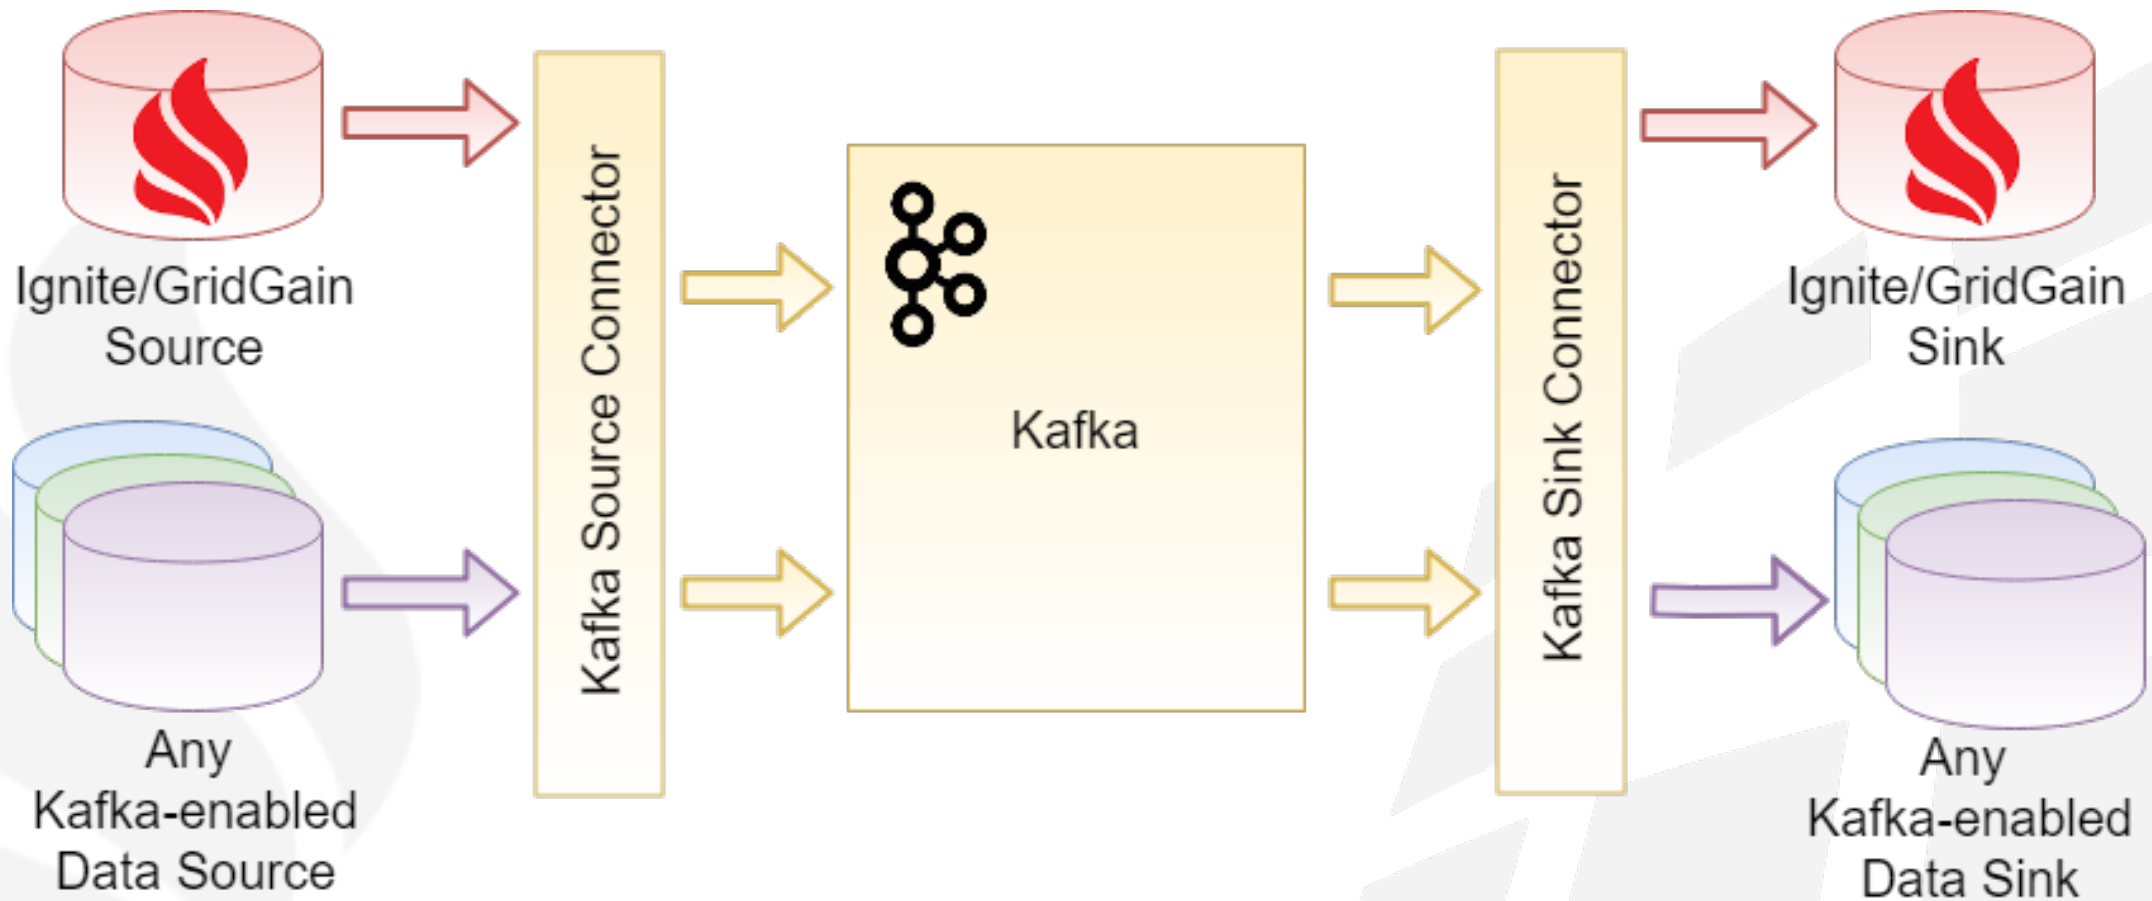 Ignite/GridGain
Source
Any
Kafka-enabled
Data Source
Kafka Source Connector
Kafka
Kafka Sink Connector
Ignite/GridGain
Sink
Any
Kafka-enabled
Data Sink